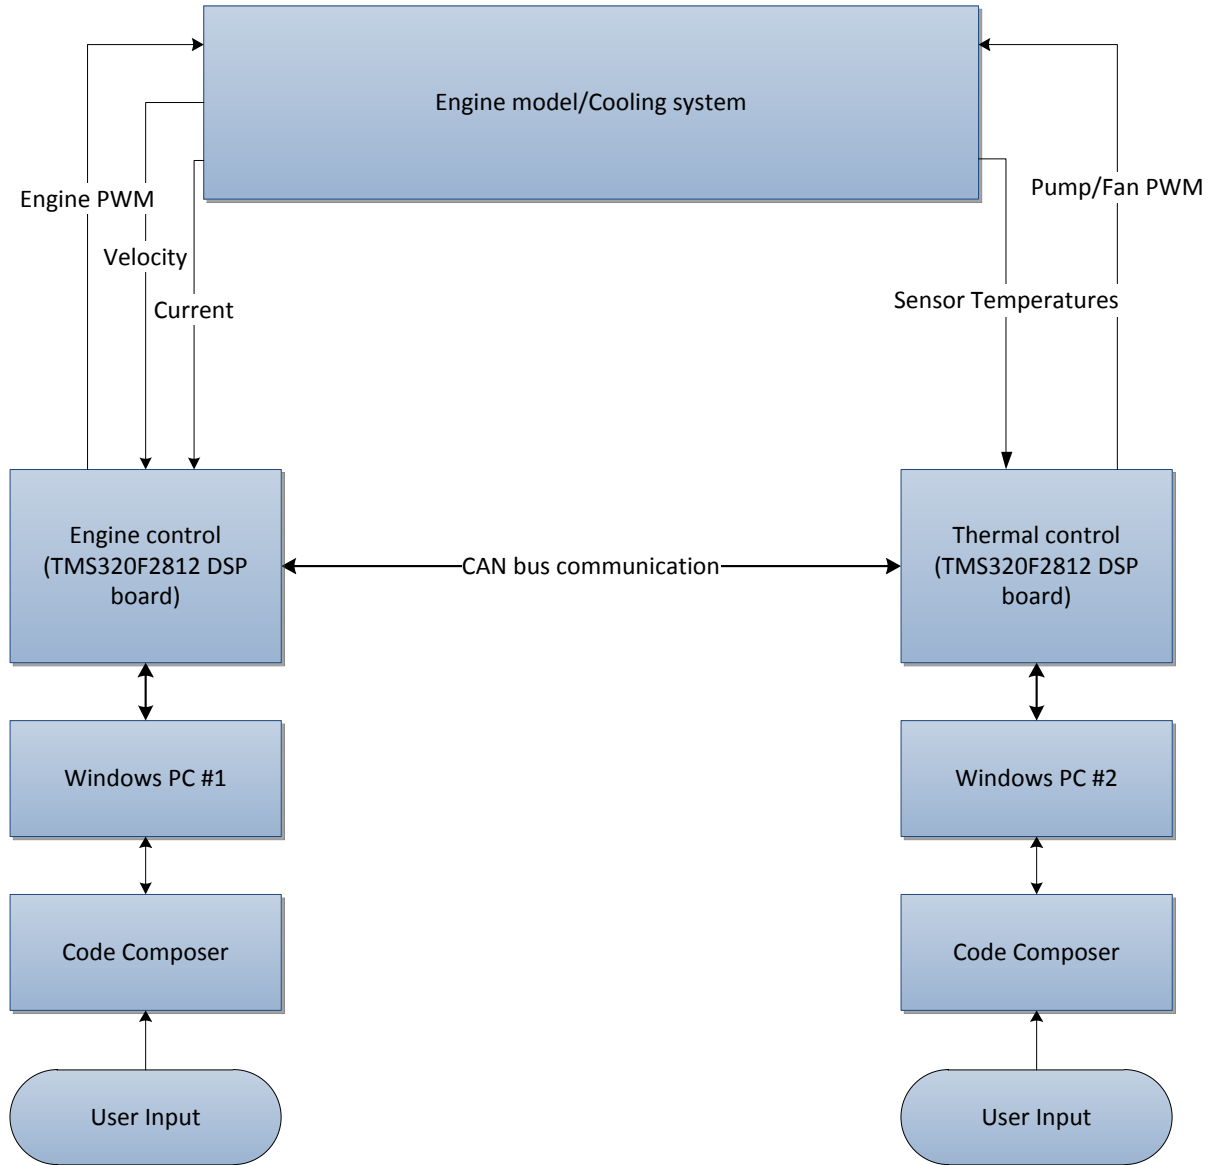 Engine model/Cooling system
Engine PWM
Pump/Fan PWM
Velocity
Current
Sensor Temperatures
Engine control
(TMS320F2812 DSP
board)
CAN bus communication
Thermal control
(TMS320F2812 DSP
board)
Windows PC #1
Windows PC #2
Code Composer
Code Composer
User Input
User Input